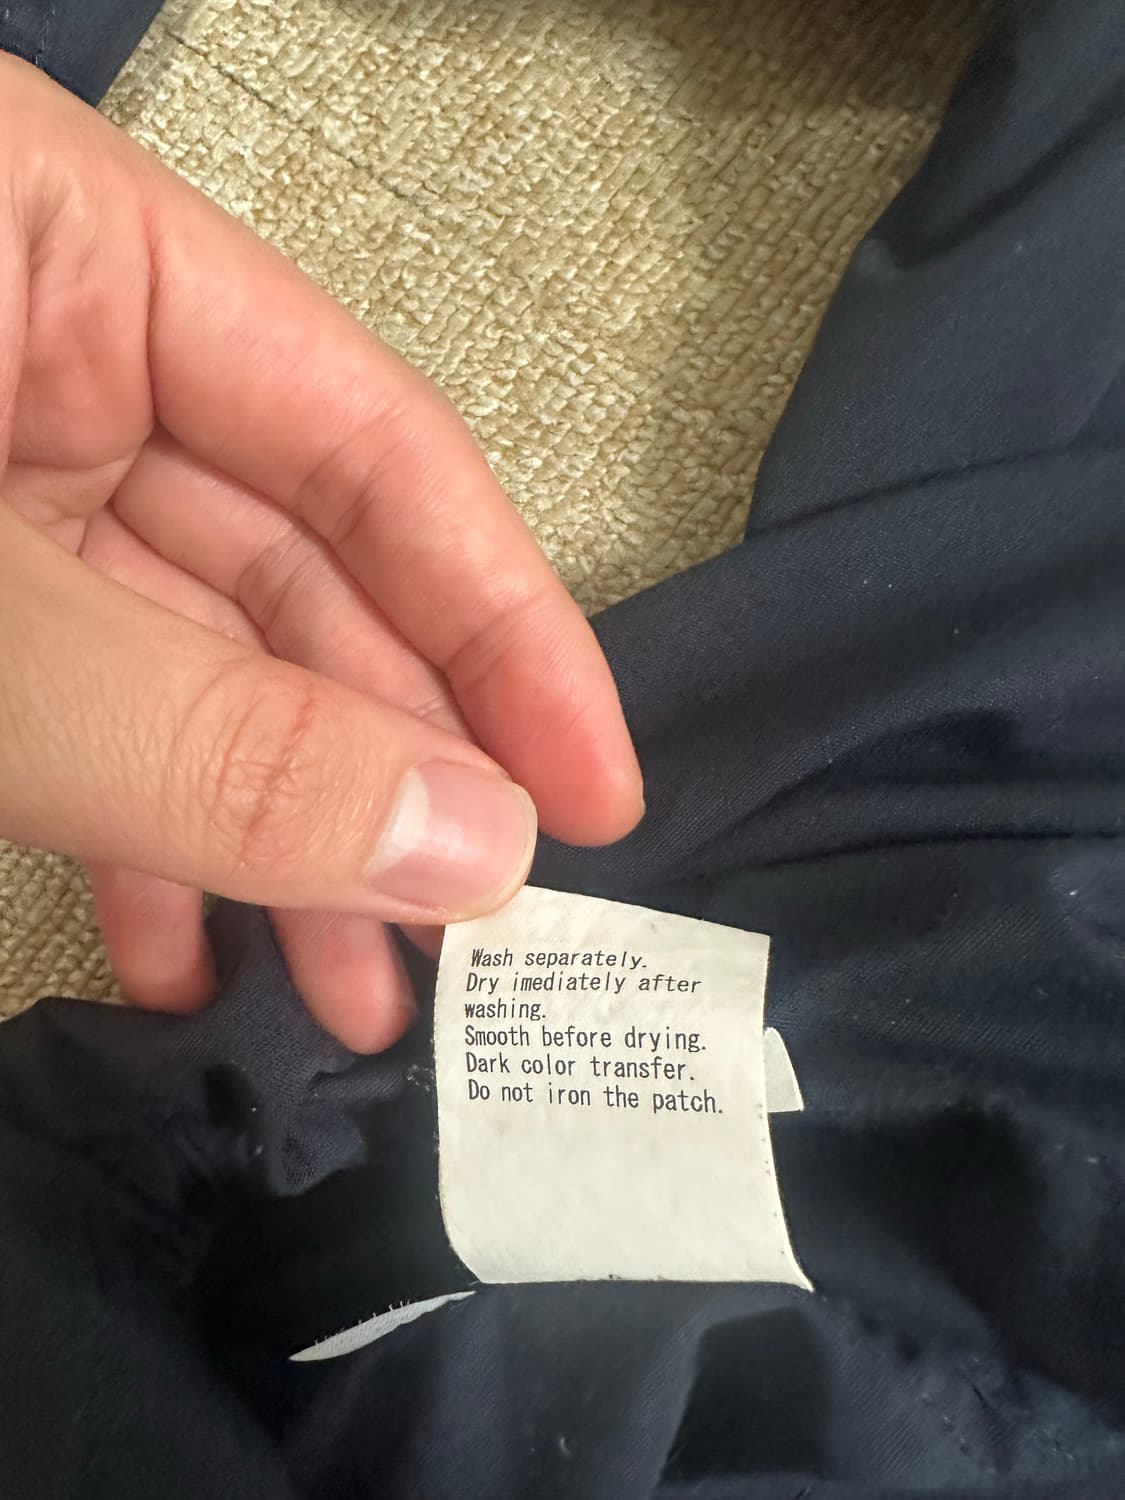 Wash separately.
Dry imediately after
washing.
Smooth before drying.
Dark color transfer.
Do not iron the patch.